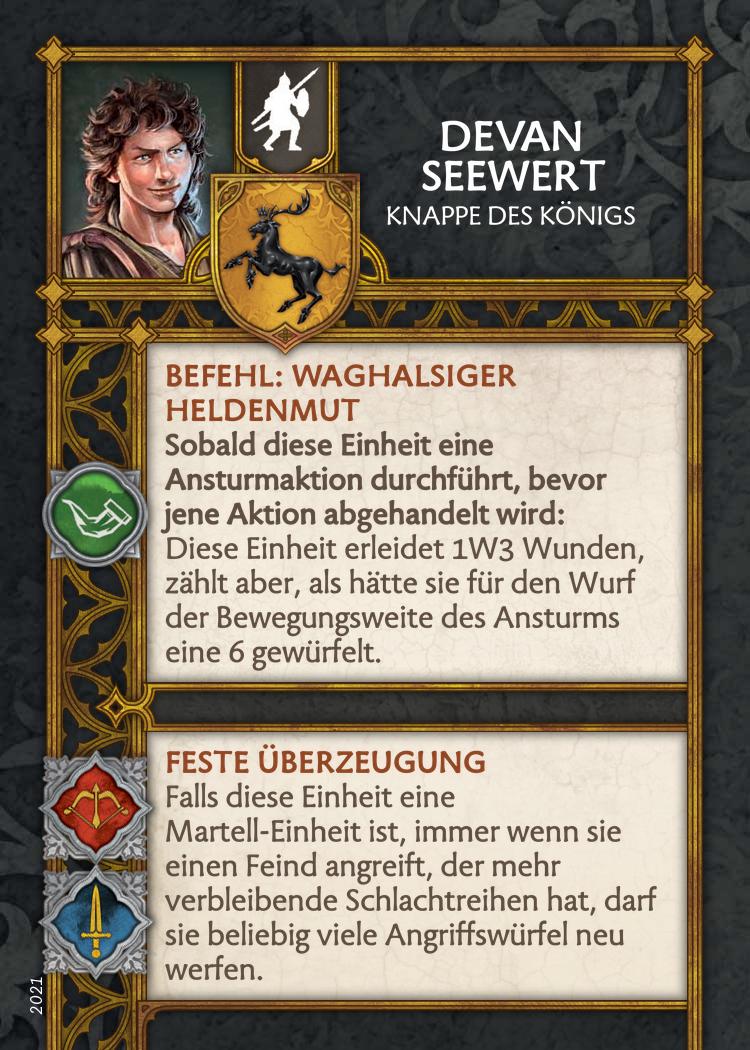 DEVAN
SEEWERT
KNAPPE DES KÖNIGS
BEFEHL: WAGHALSIGER
HELDENMUT
Sobald diese Einheit eine
Ansturmaktion durchführt, bevor
jene Aktion abgehandelt wird:
Diese Einheit erleidet 1W3 Wunden,
zählt aber, als hätte sie für den Wurf
der Bewegungsweite des Ansturms
eine 6 gewürfelt.
FESTE ÜBERZEUGUNG
Falls diese Einheit eine
Martell-Einheit ist, immer wenn sie
einen Feind angreift, der mehr
verbleibende Schlachtreihen hat, darf
sie beliebig viele Angriffswürfel neu
werfen.
2021